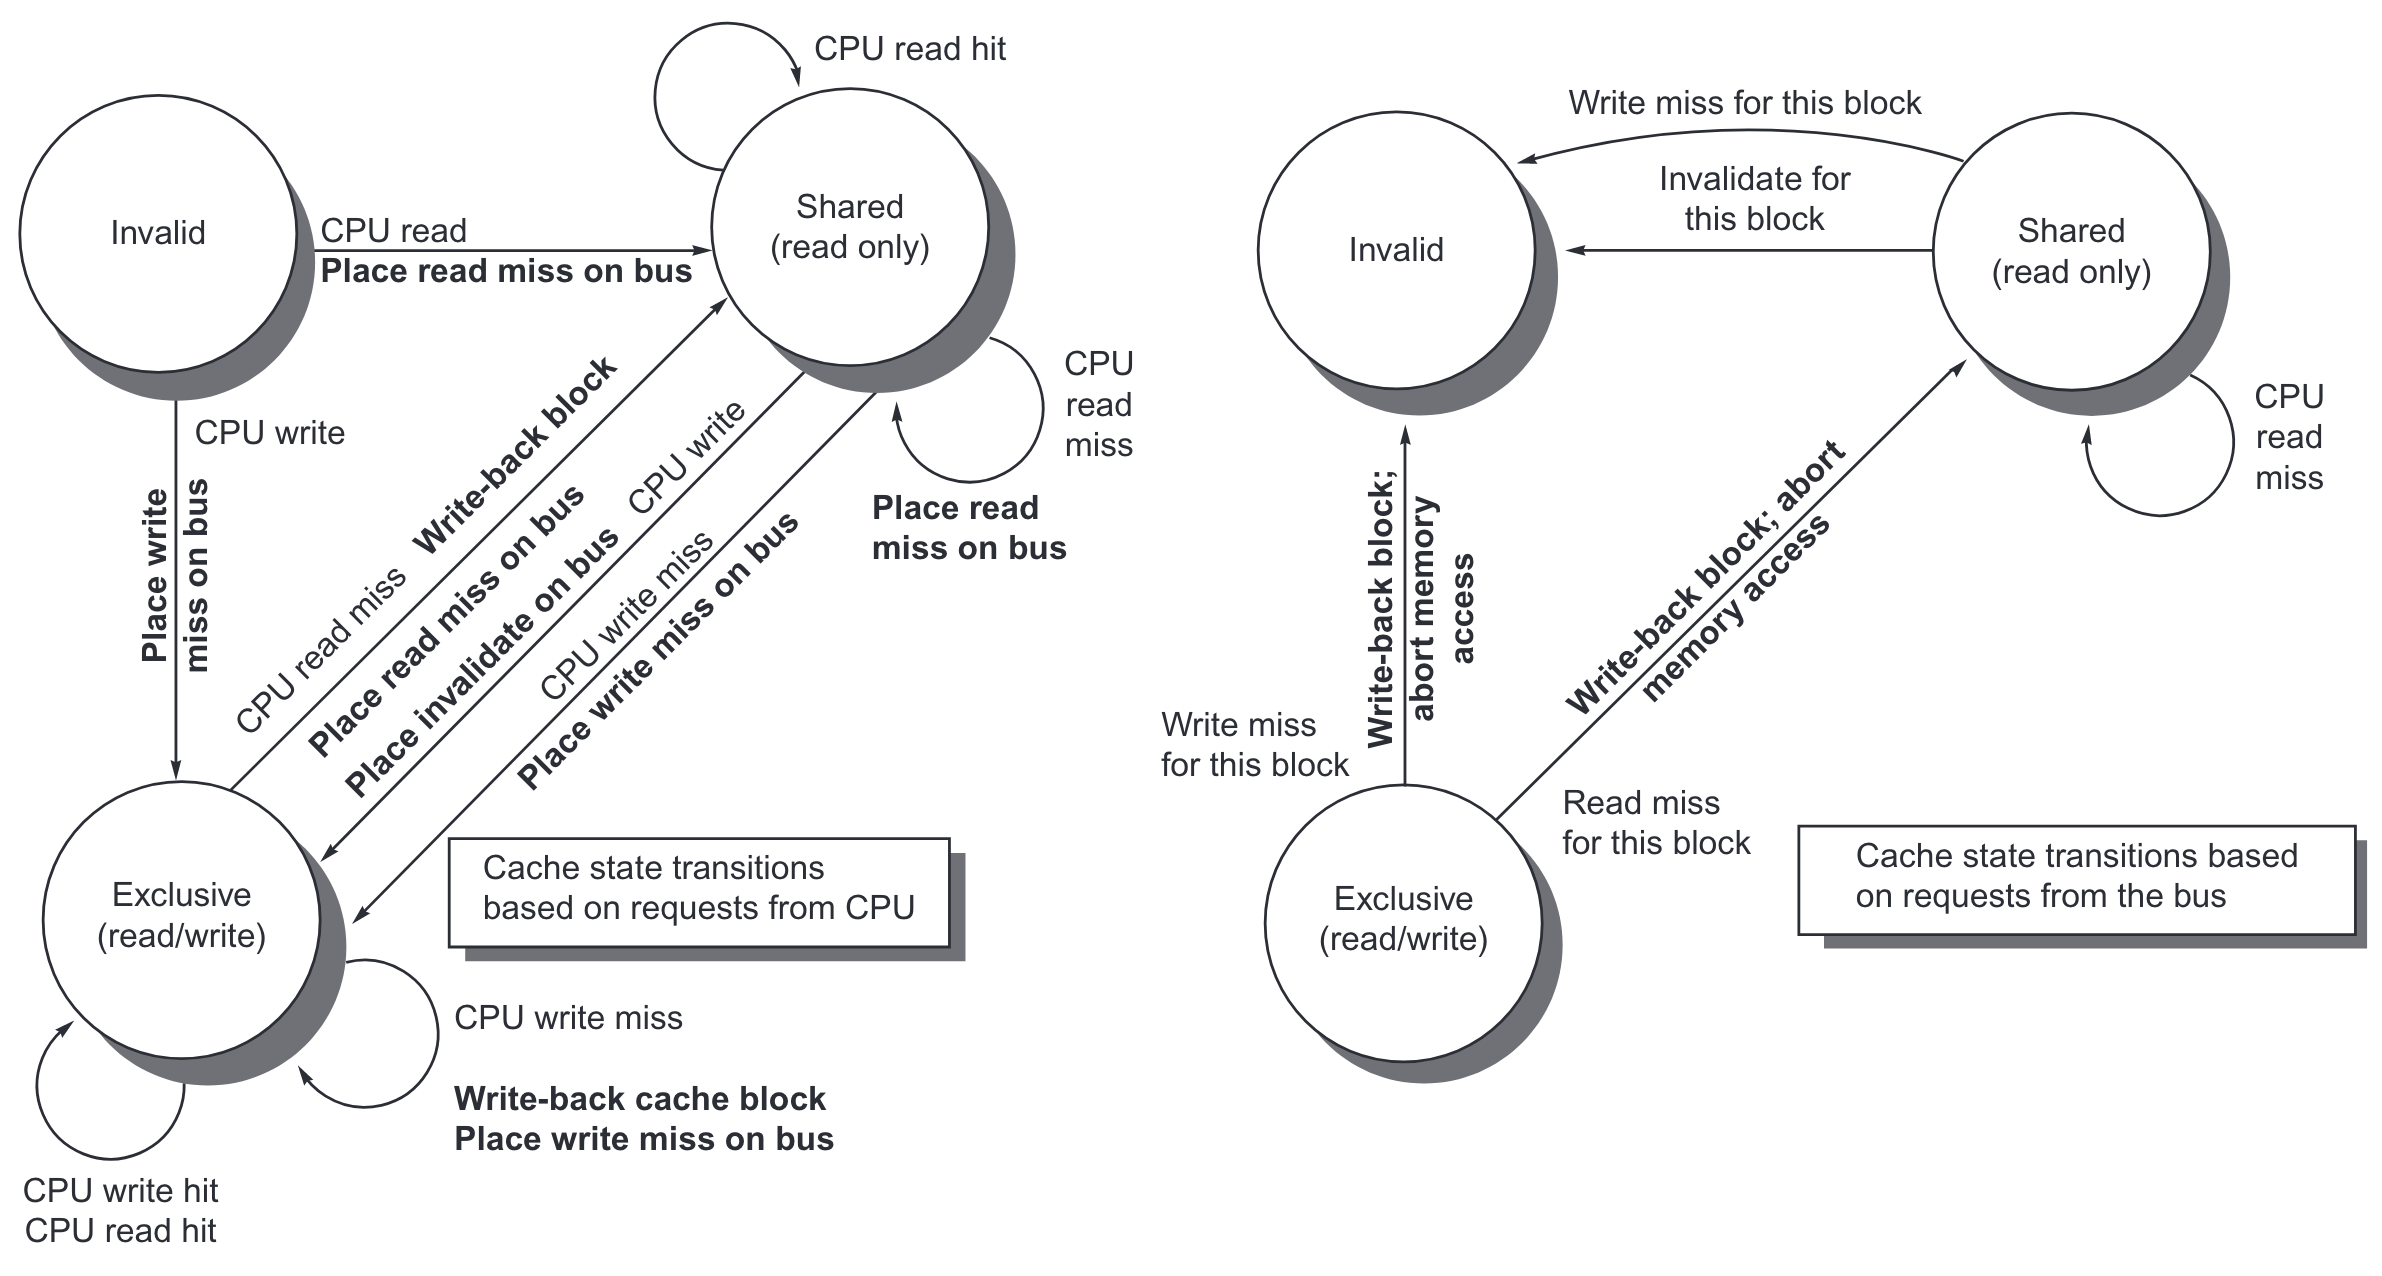 CPU read hit
Invalid
Shared
(read only)
CPU read
Place read miss on bus
CPU write
Place write
miss on bus
CPU read miss Write-back block
Place read miss on bus
Place invalidate on bus CPU write
CPU write miss
Place write miss on bus
CPU
read
miss
Place read
miss on bus
Exclusive
(read/write)
Cache state transitions
based on requests from CPU
CPU write miss
Write-back cache block
Place write miss on bus
CPU write hit
CPU read hit
Write miss for this block
Invalidate for
this block
Invalid
Shared
(read only)
CPU
read
miss
Write-back block;
abort memory
access
Write-back block; abort
memory access
Write miss
for this block
Read miss
for this block
Exclusive
(read/write)
Cache state transitions based
on requests from the bus